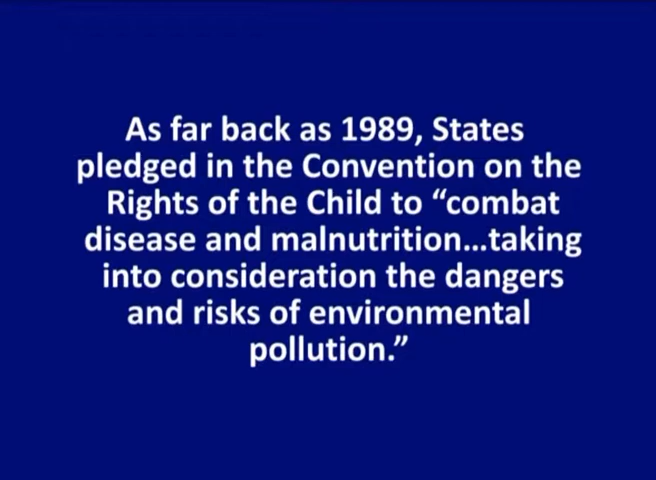 As far back as 1989, States
pledged in the Convention on the
Rights of the Child to “combat
disease and malnutrition...taking
into consideration the dangers
and risks of environmental
pollution.”